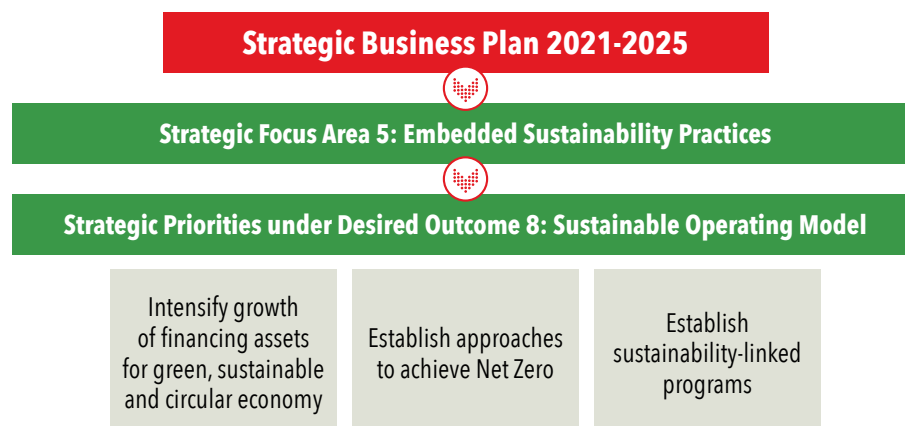 Strategic Business Plan 2021-2025
Strategic Focus Area 5: Embedded Sustainability Practices
Strategic Priorities under Desired Outcome 8: Sustainable Operating Model
Intensify growth
of financing assets
for green, sustainable
and circular economy
Establish approaches
to achieve Net Zero
Establish
sustainability-linked
programs